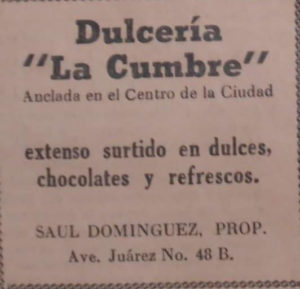 Dulcería
"La Cumbre"
Anclada en el Centro de la Ciudad
extenso surtido en dulces,
chocolates y refrescos.
SAUL DOMINGUEZ, PROP.
Ave. Juárez No. 48 B.